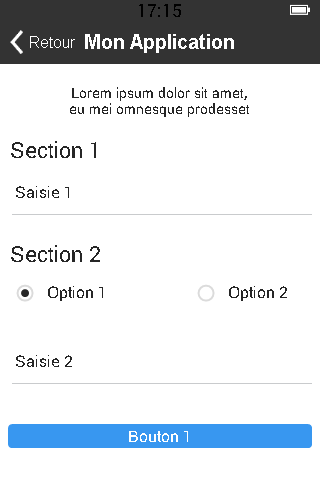 17:15
Retour Mon Application
Lorem ipsum dolor sit amet,
eu mei omnesque prodesset
Section 1
Saisie 1
Section 2
Option 1 Option 2
Saisie 2
Bouton 1